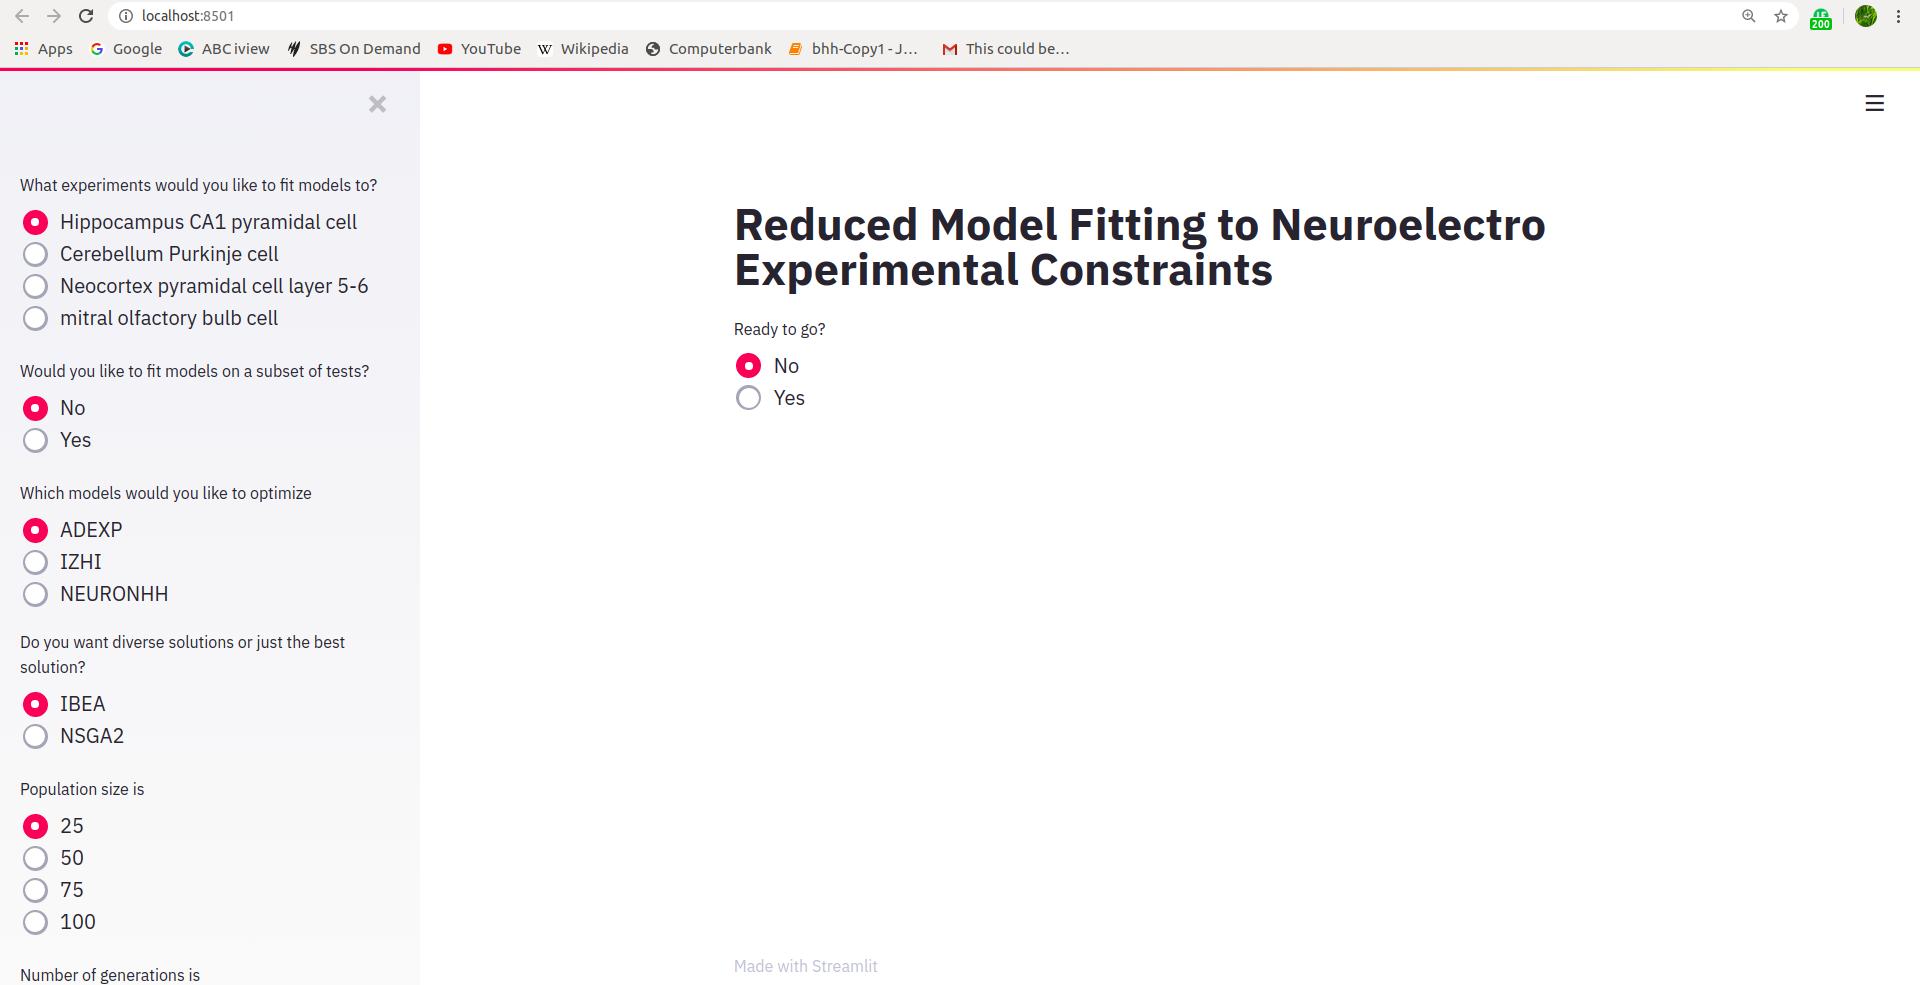 localhost:8501
200
Apps Google ABC iview SBS On Demand YouTube Wikipedia Computerbank bhh-Copy1 - J... This could be...
What experiments would you like to fit models to?
Hippocampus CA1 pyramidal cell
Cerebellum Purkinje cell
Neocortex pyramidal cell layer 5-6
mitral olfactory bulb cell
Would you like to fit models on a subset of tests?
No
Yes
Which models would you like to optimize
ADEXP
IZHI
NEURONHH
Do you want diverse solutions or just the best
solution?
IBEA
NSGA2
Population size is
25
50
75
100
Number of generations is
Reduced Model Fitting to Neuroelectro
Experimental Constraints
Ready to go?
No
Yes
Made with Streamlit